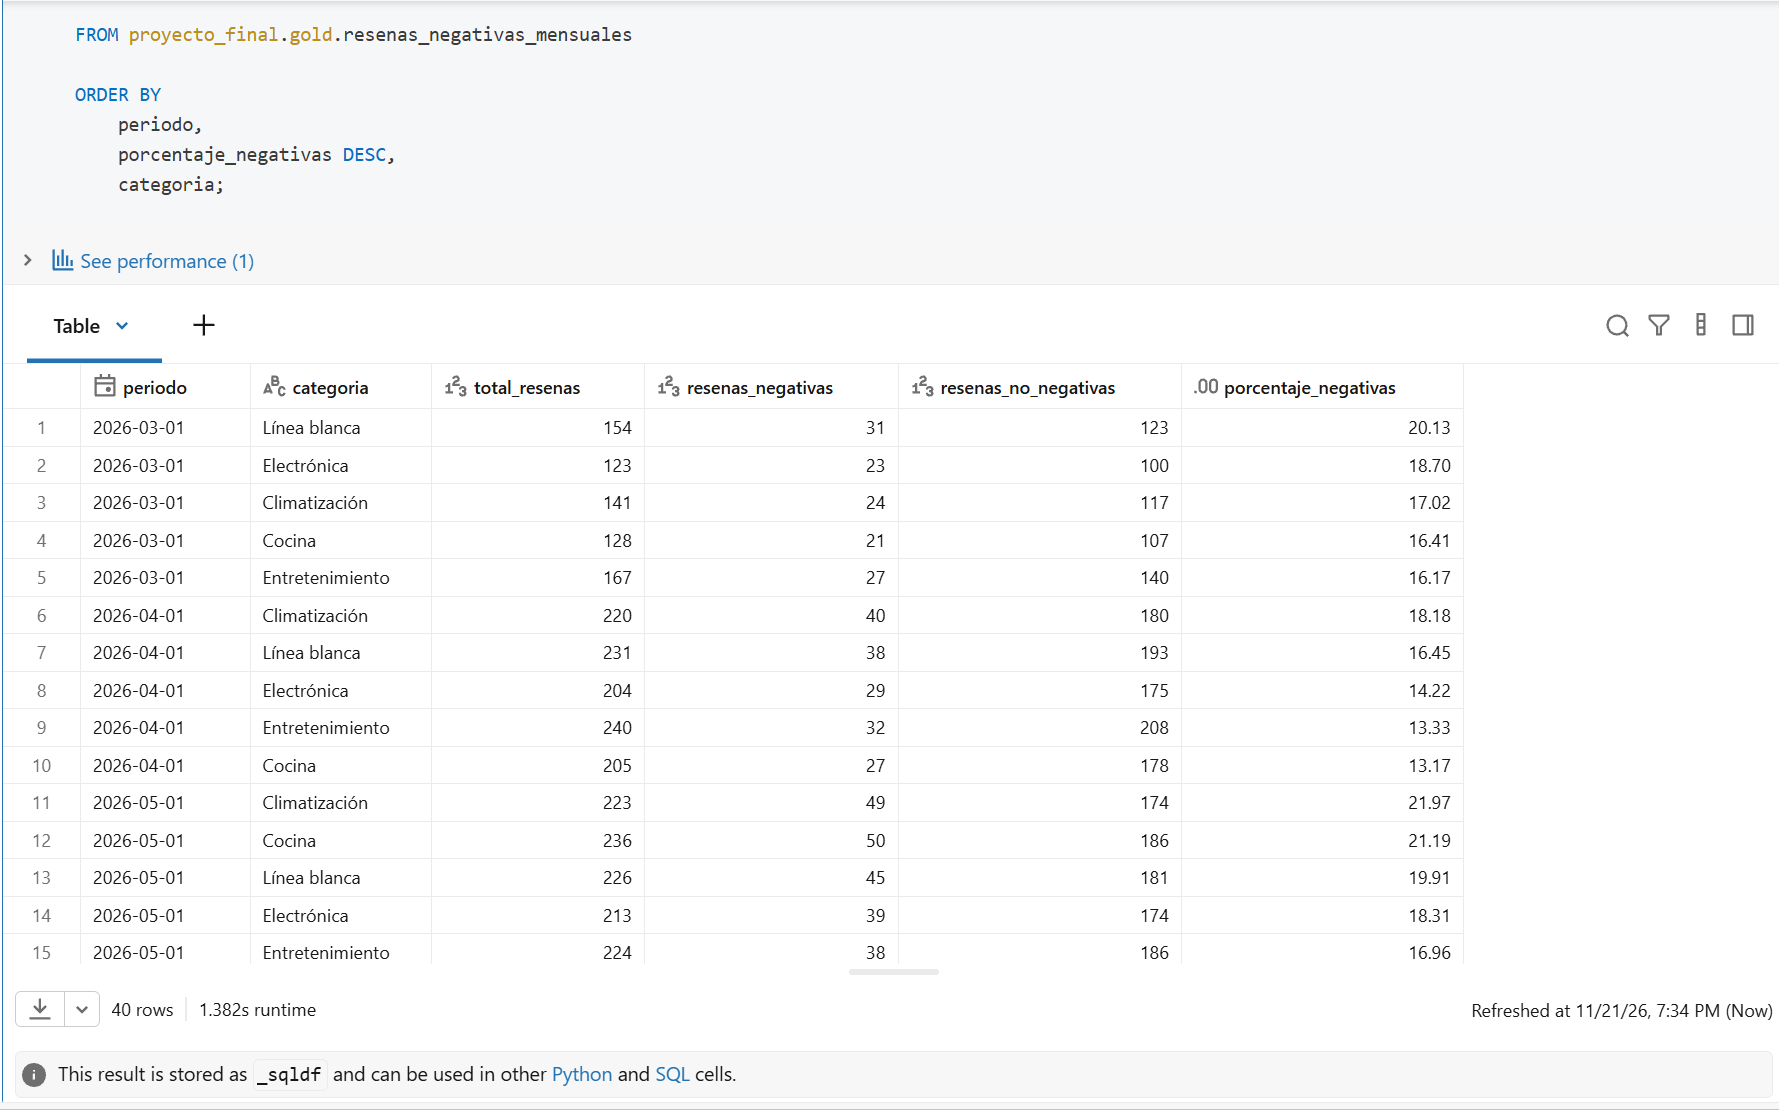 FROM proyecto_final.gold.resenas_negativas_mensuales
ORDER BY
periodo,
porcentaje_negativas DESC,
categoria;
See performance (1)
Table
periodo categoria total_resenas resenas_negativas resenas_no_negativas porcentaje_negativas
1 2026-03-01 Línea blanca 154 31 123 20.13
2 2026-03-01 Electrónica 123 23 100 18.70
3 2026-03-01 Climatización 141 24 117 17.02
4 2026-03-01 Cocina 128 21 107 16.41
5 2026-03-01 Entretenimiento 167 27 140 16.17
6 2026-04-01 Climatización 220 40 180 18.18
7 2026-04-01 Línea blanca 231 38 193 16.45
8 2026-04-01 Electrónica 204 29 175 14.22
9 2026-04-01 Entretenimiento 240 32 208 13.33
10 2026-04-01 Cocina 205 27 178 13.17
11 2026-05-01 Climatización 223 49 174 21.97
12 2026-05-01 Cocina 236 50 186 21.19
13 2026-05-01 Línea blanca 226 45 181 19.91
14 2026-05-01 Electrónica 213 39 174 18.31
15 2026-05-01 Entretenimiento 224 38 186 16.96
40 rows 1.382s runtime Refreshed at 11/21/26, 7:34 PM (Now)
This result is stored as _sqldf and can be used in other Python and SQL cells.